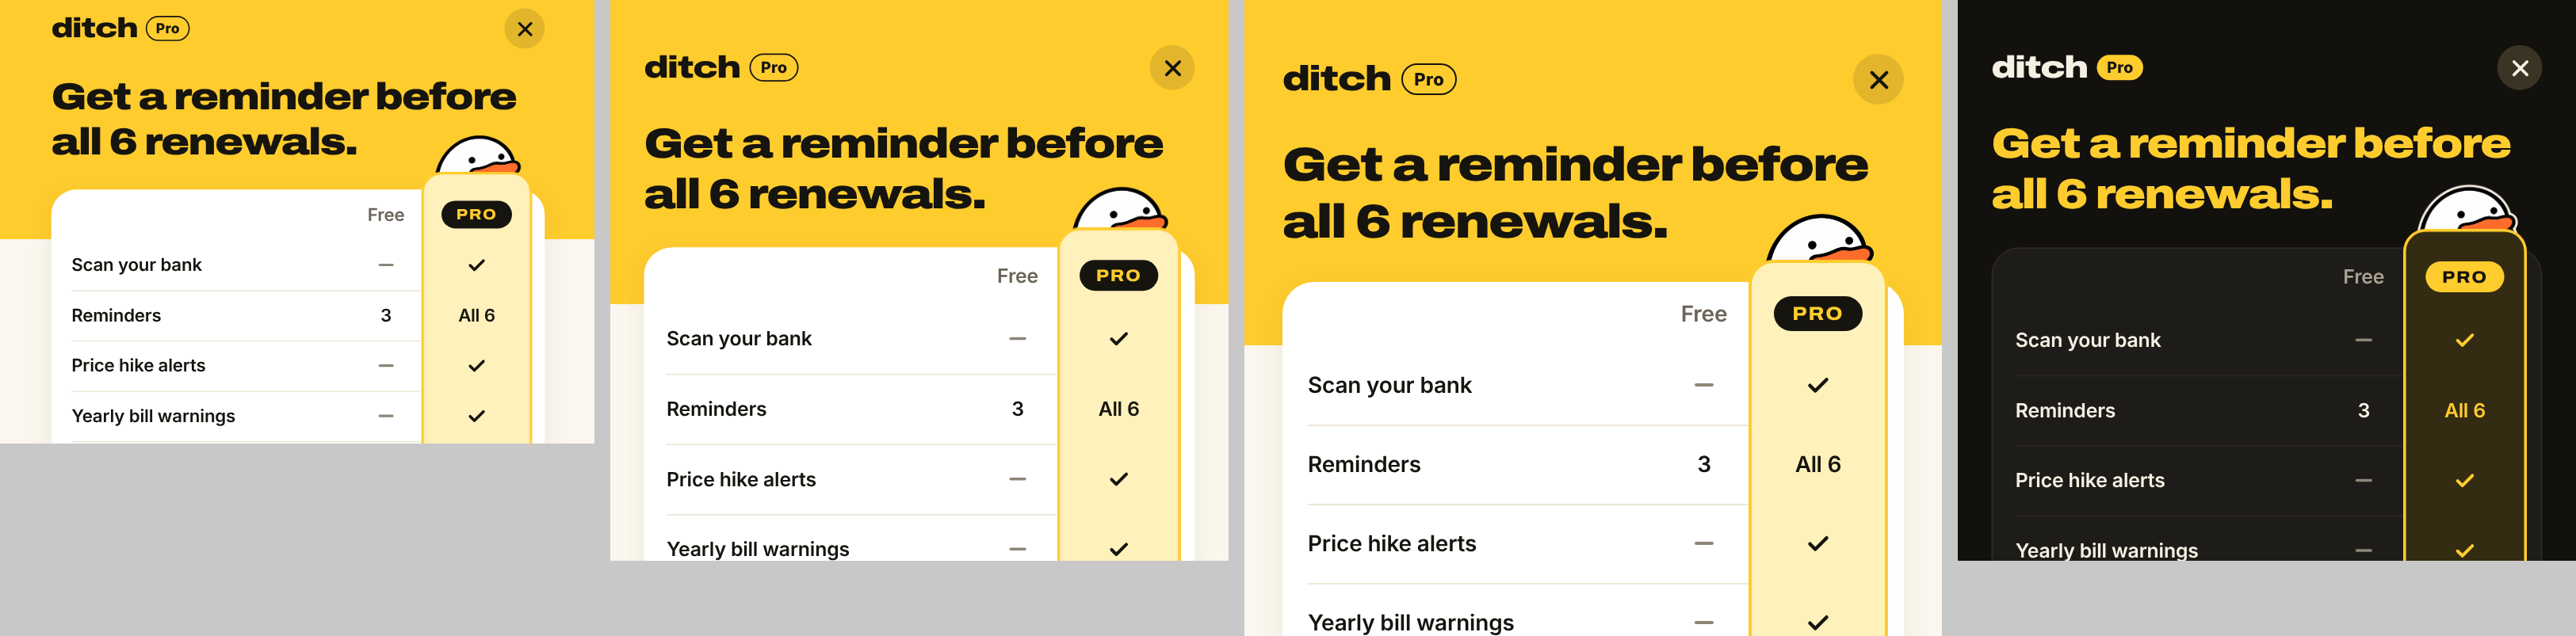 ditch Pro
Get a reminder before
all 6 renewals.
Free PRO
Scan your bank –
Reminders 3 All 6
Price hike alerts –
Yearly bill warnings –
ditch Pro
Get a reminder before
all 6 renewals.
Free PRO
Scan your bank –
Reminders 3 All 6
Price hike alerts –
Yearly bill warnings –
ditch Pro
Get a reminder before
all 6 renewals.
Free PRO
Scan your bank –
Reminders 3 All 6
Price hike alerts –
Yearly bill warnings –
ditch Pro
Get a reminder before
all 6 renewals.
Free PRO
Scan your bank –
Reminders 3 All 6
Price hike alerts –
Yearly bill warnings –